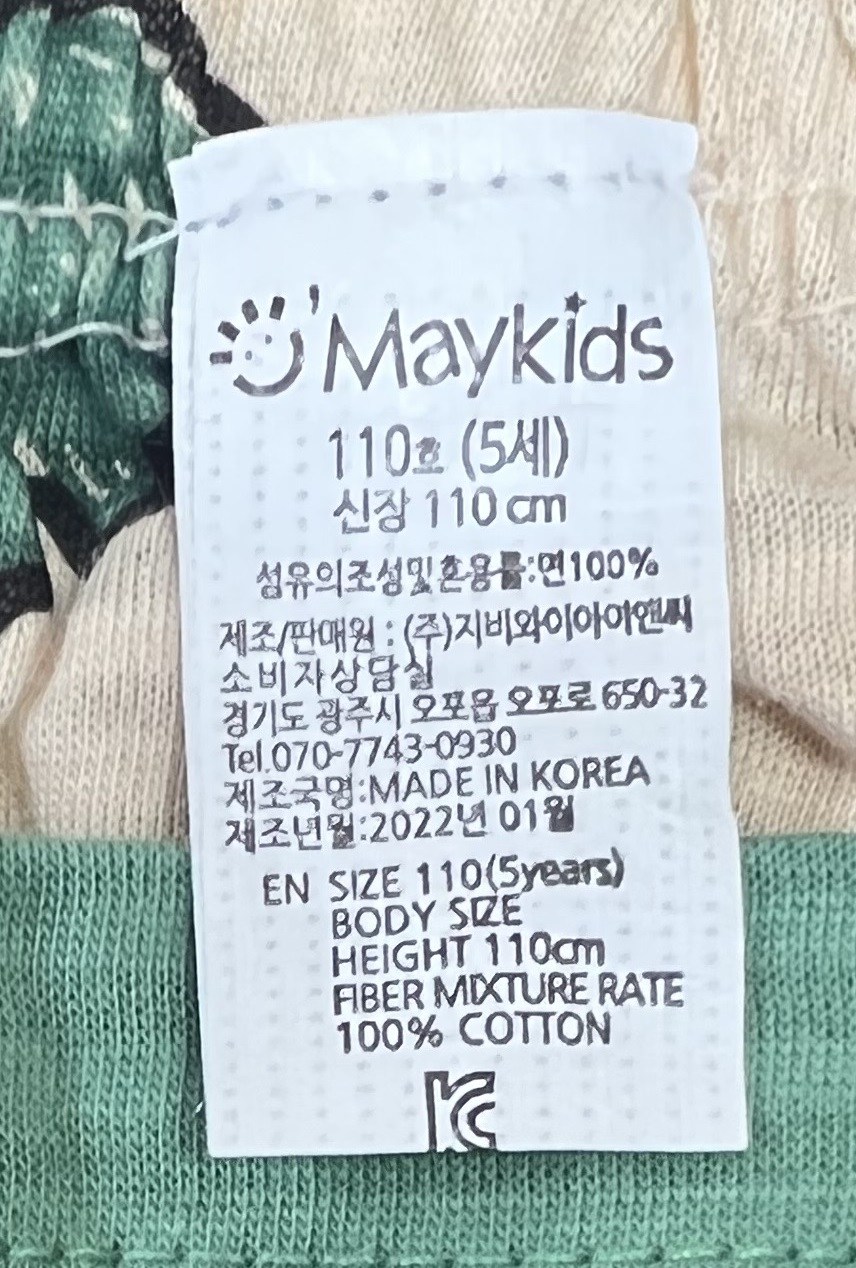 Maykids
110호 (5세)
신장 110 cm
섬유의조성및혼용률:면100%
제조/판매원 : (주)지비와이아이앤씨
소비자상담실
경기도 광주시 오포읍 오포로 650-32
Tel.070-7743-0930
제조국명:MADE IN KOREA
제조년월:2022년 01월
EN SIZE 110(5years)
BODY SIZE
HEIGHT 110cm
FIBER MIXTURE RATE
100% COTTON
KC